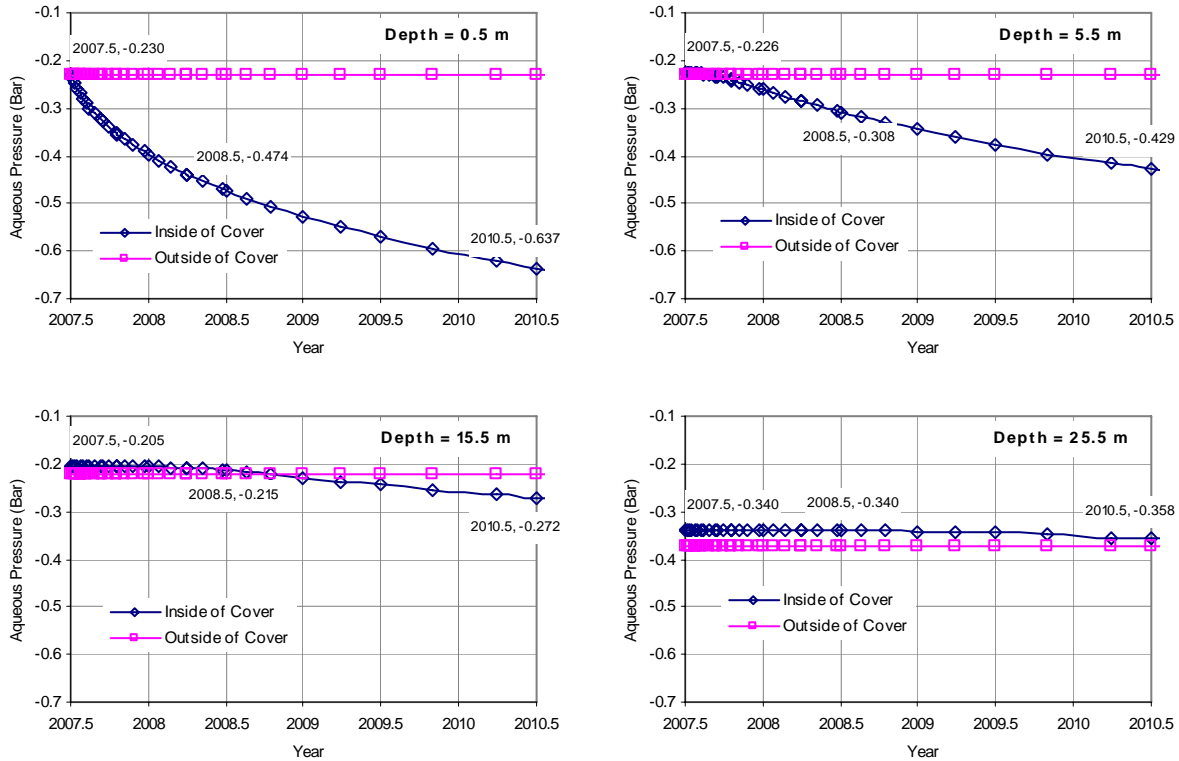 Depth = 0.5 m
-0.1
-0.2
-0.3
-0.4
-0.5
-0.6
-0.7
Aqueous Pressure (Bar)
2007.5, -0.230
2008.5, -0.474
2010.5, -0.637
Inside of Cover
Outside of Cover
2007.5 2008 2008.5 2009 2009.5 2010 2010.5
Year
Depth = 5.5 m
-0.1
-0.2
-0.3
-0.4
-0.5
-0.6
-0.7
Aqueous Pressure (Bar)
2007.5, -0.226
2008.5, -0.308
2010.5, -0.429
Inside of Cover
Outside of Cover
2007.5 2008 2008.5 2009 2009.5 2010 2010.5
Year
Depth = 15.5 m
-0.1
-0.2
-0.3
-0.4
-0.5
-0.6
-0.7
Aqueous Pressure (Bar)
2007.5, -0.205
2008.5, -0.215
2010.5, -0.272
Inside of Cover
Outside of Cover
2007.5 2008 2008.5 2009 2009.5 2010 2010.5
Year
Depth = 25.5 m
-0.1
-0.2
-0.3
-0.4
-0.5
-0.6
-0.7
Aqueous Pressure (Bar)
2007.5, -0.340
2008.5, -0.340
2010.5, -0.358
Inside of Cover
Outside of Cover
2007.5 2008 2008.5 2009 2009.5 2010 2010.5
Year